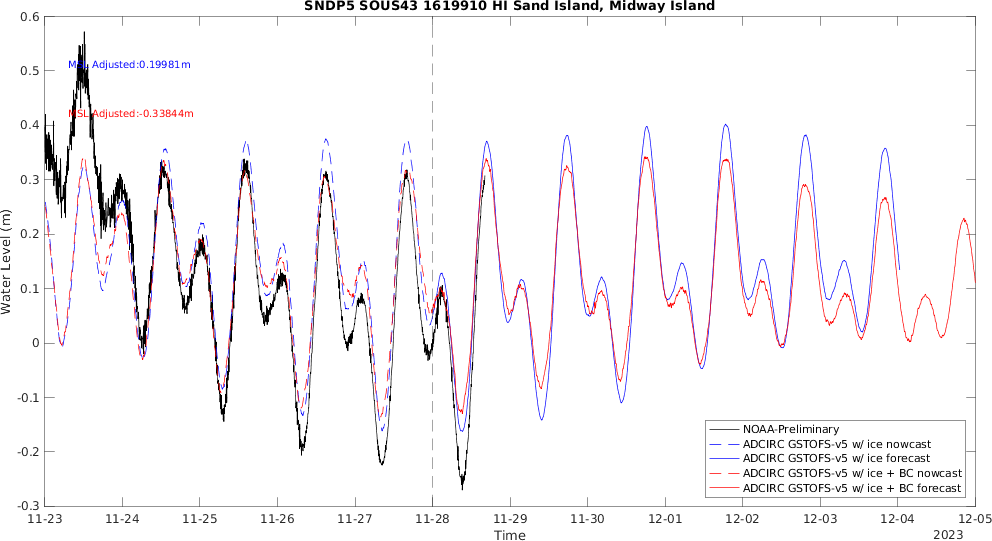 SNDP5 SOUS43 1619910 HI Sand Island, Midway Island
0.6
0.5
0.4
0.3
0.2
0.1
0
-0.1
-0.2
-0.3
Water Level (m)
MSL Adjusted:0.19981m
MSL Adjusted:-0.33844m
NOAA-Preliminary
ADCIRC GSTOFS-v5 w/ ice nowcast
ADCIRC GSTOFS-v5 w/ ice forecast
ADCIRC GSTOFS-v5 w/ ice + BC nowcast
ADCIRC GSTOFS-v5 w/ ice + BC forecast
11-23 11-24 11-25 11-26 11-27 11-28 11-29 11-30 12-01 12-02 12-03 12-04 12-05
Time
2023